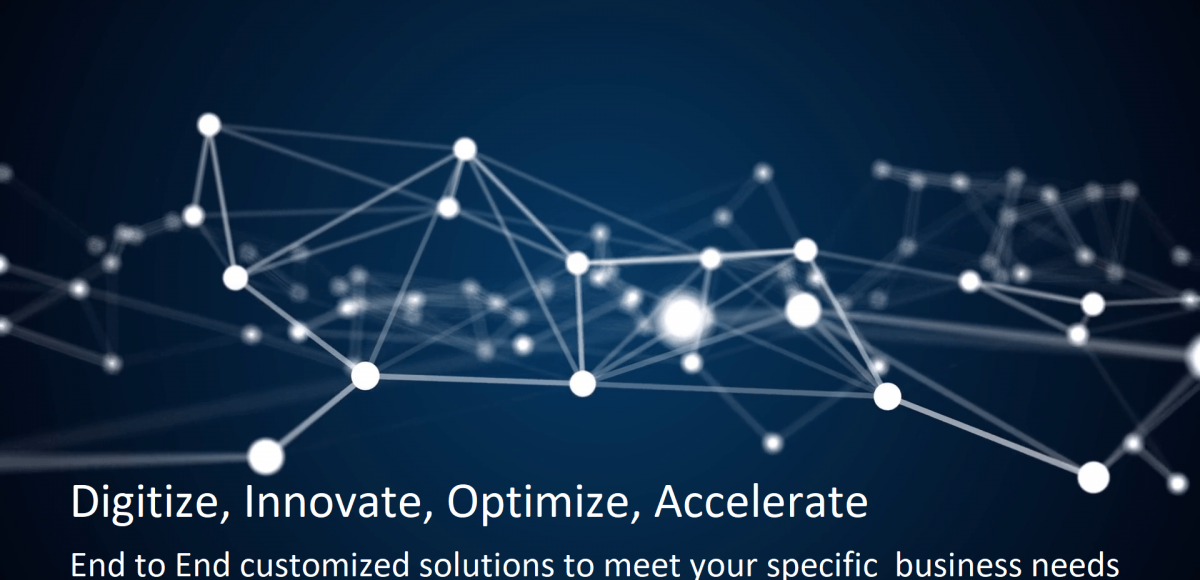 Digitize, Innovate, Optimize, Accelerate
End to End customized solutions to meet your specific  business needs